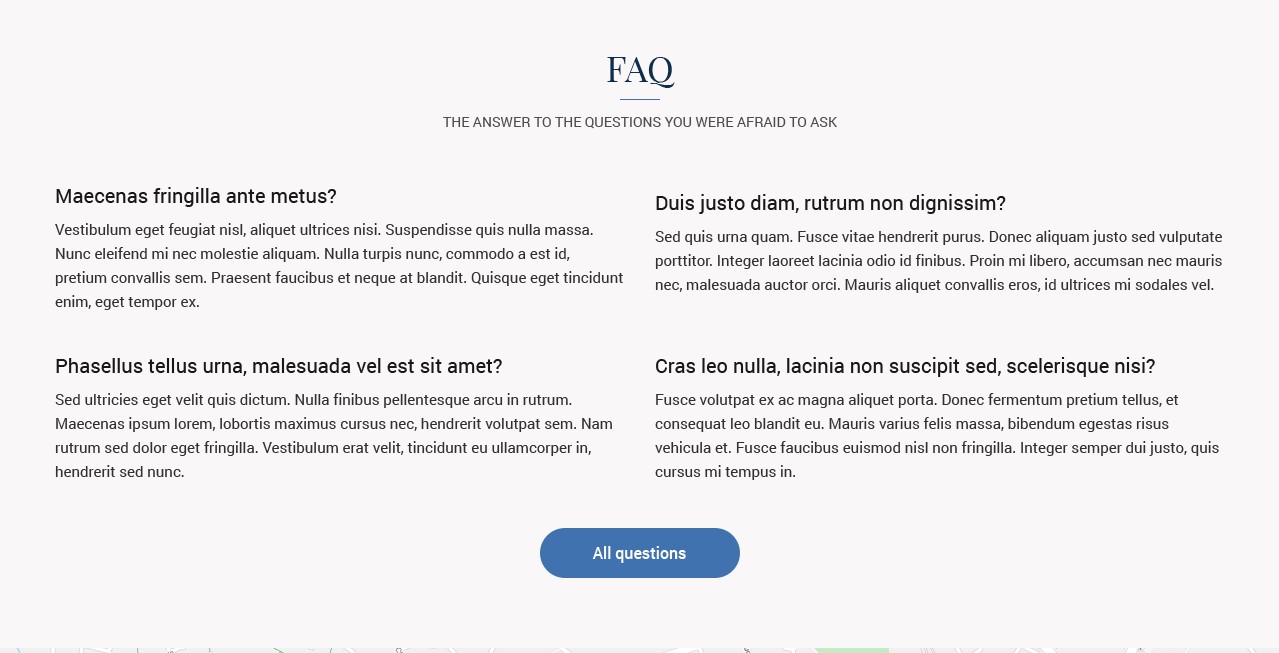 FAQ
THE ANSWER TO THE QUESTIONS YOU WERE AFRAID TO ASK
Maecenas fringilla ante metus?
Vestibulum eget feugiat nisl, aliquet ultrices nisi. Suspendisse quis nulla massa.
Nunc eleifend mi nec molestie aliquam. Nulla turpis nunc, commodo a est id,
pretium convallis sem. Praesent faucibus et neque at blandit. Quisque eget tincidunt
enim, eget tempor ex.
Duis justo diam, rutrum non dignissim?
Sed quis urna quam. Fusce vitae hendrerit purus. Donec aliquam justo sed vulputate
porttitor. Integer laoreet lacinia odio id finibus. Proin mi libero, accumsan nec mauris
nec, malesuada auctor orci. Mauris aliquet convallis eros, id ultrices mi sodales vel.
Phasellus tellus urna, malesuada vel est sit amet?
Sed ultricies eget velit quis dictum. Nulla finibus pellentesque arcu in rutrum.
Maecenas ipsum lorem, lobortis maximus cursus nec, hendrerit volutpat sem. Nam
rutrum sed dolor eget fringilla. Vestibulum erat velit, tincidunt eu ullamcorper in,
hendrerit sed nunc.
Cras leo nulla, lacinia non suscipit sed, scelerisque nisi?
Fusce volutpat ex ac magna aliquet porta. Donec fermentum pretium tellus, et
consequat leo blandit eu. Mauris varius felis massa, bibendum egestas risus
vehicula et. Fusce faucibus euismod nisl non fringilla. Integer semper dui justo, quis
cursus mi tempus in.
All questions